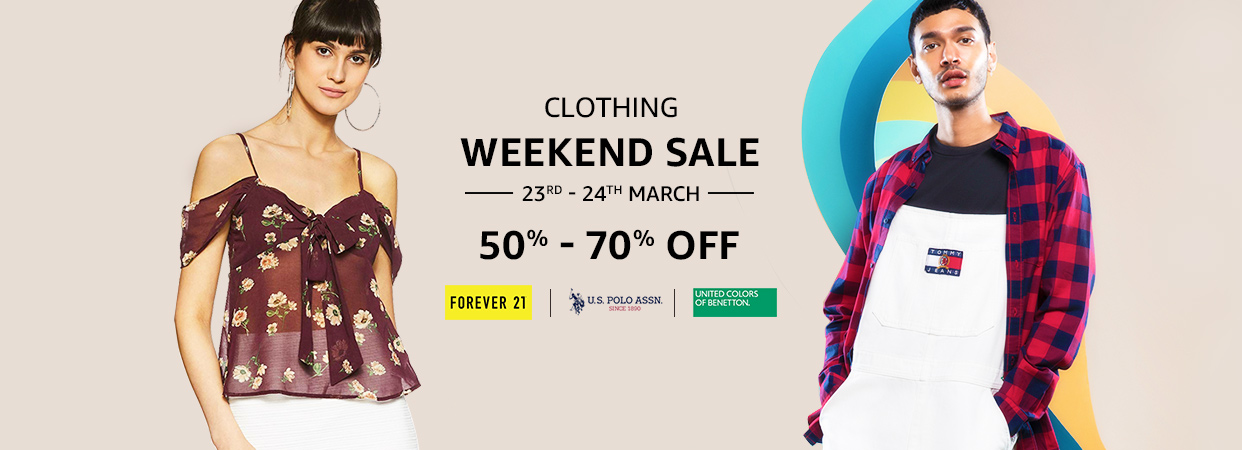 CLOTHING
WEEKEND SALE
23RD - 24TH MARCH
50% - 70% OFF
FOREVER 21
U.S. POLO ASSN.
SINCE 1890
UNITED COLORS
OF BENETTON.
TOMMY
JEANS